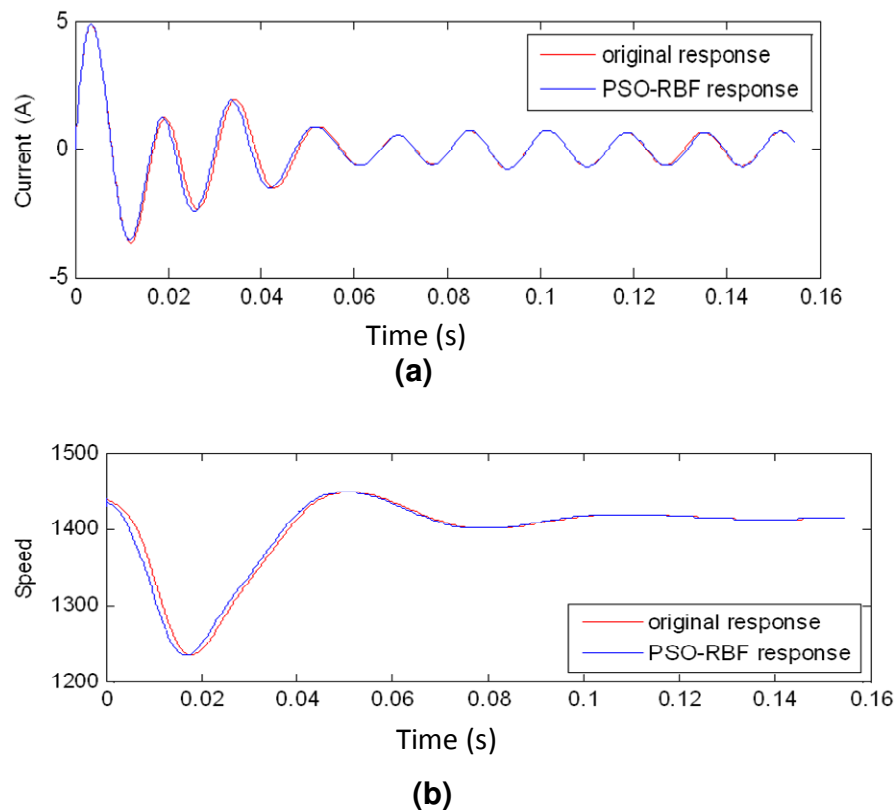 5
original response
PSO-RBF response
Current (A)
0
-5
0 0.02 0.04 0.06 0.08 0.1 0.12 0.14 0.16
Time (s)
(a)
1500
1400
Speed
1300
original response
PSO-RBF response
1200
0 0.02 0.04 0.06 0.08 0.1 0.12 0.14 0.16
Time (s)
(b)